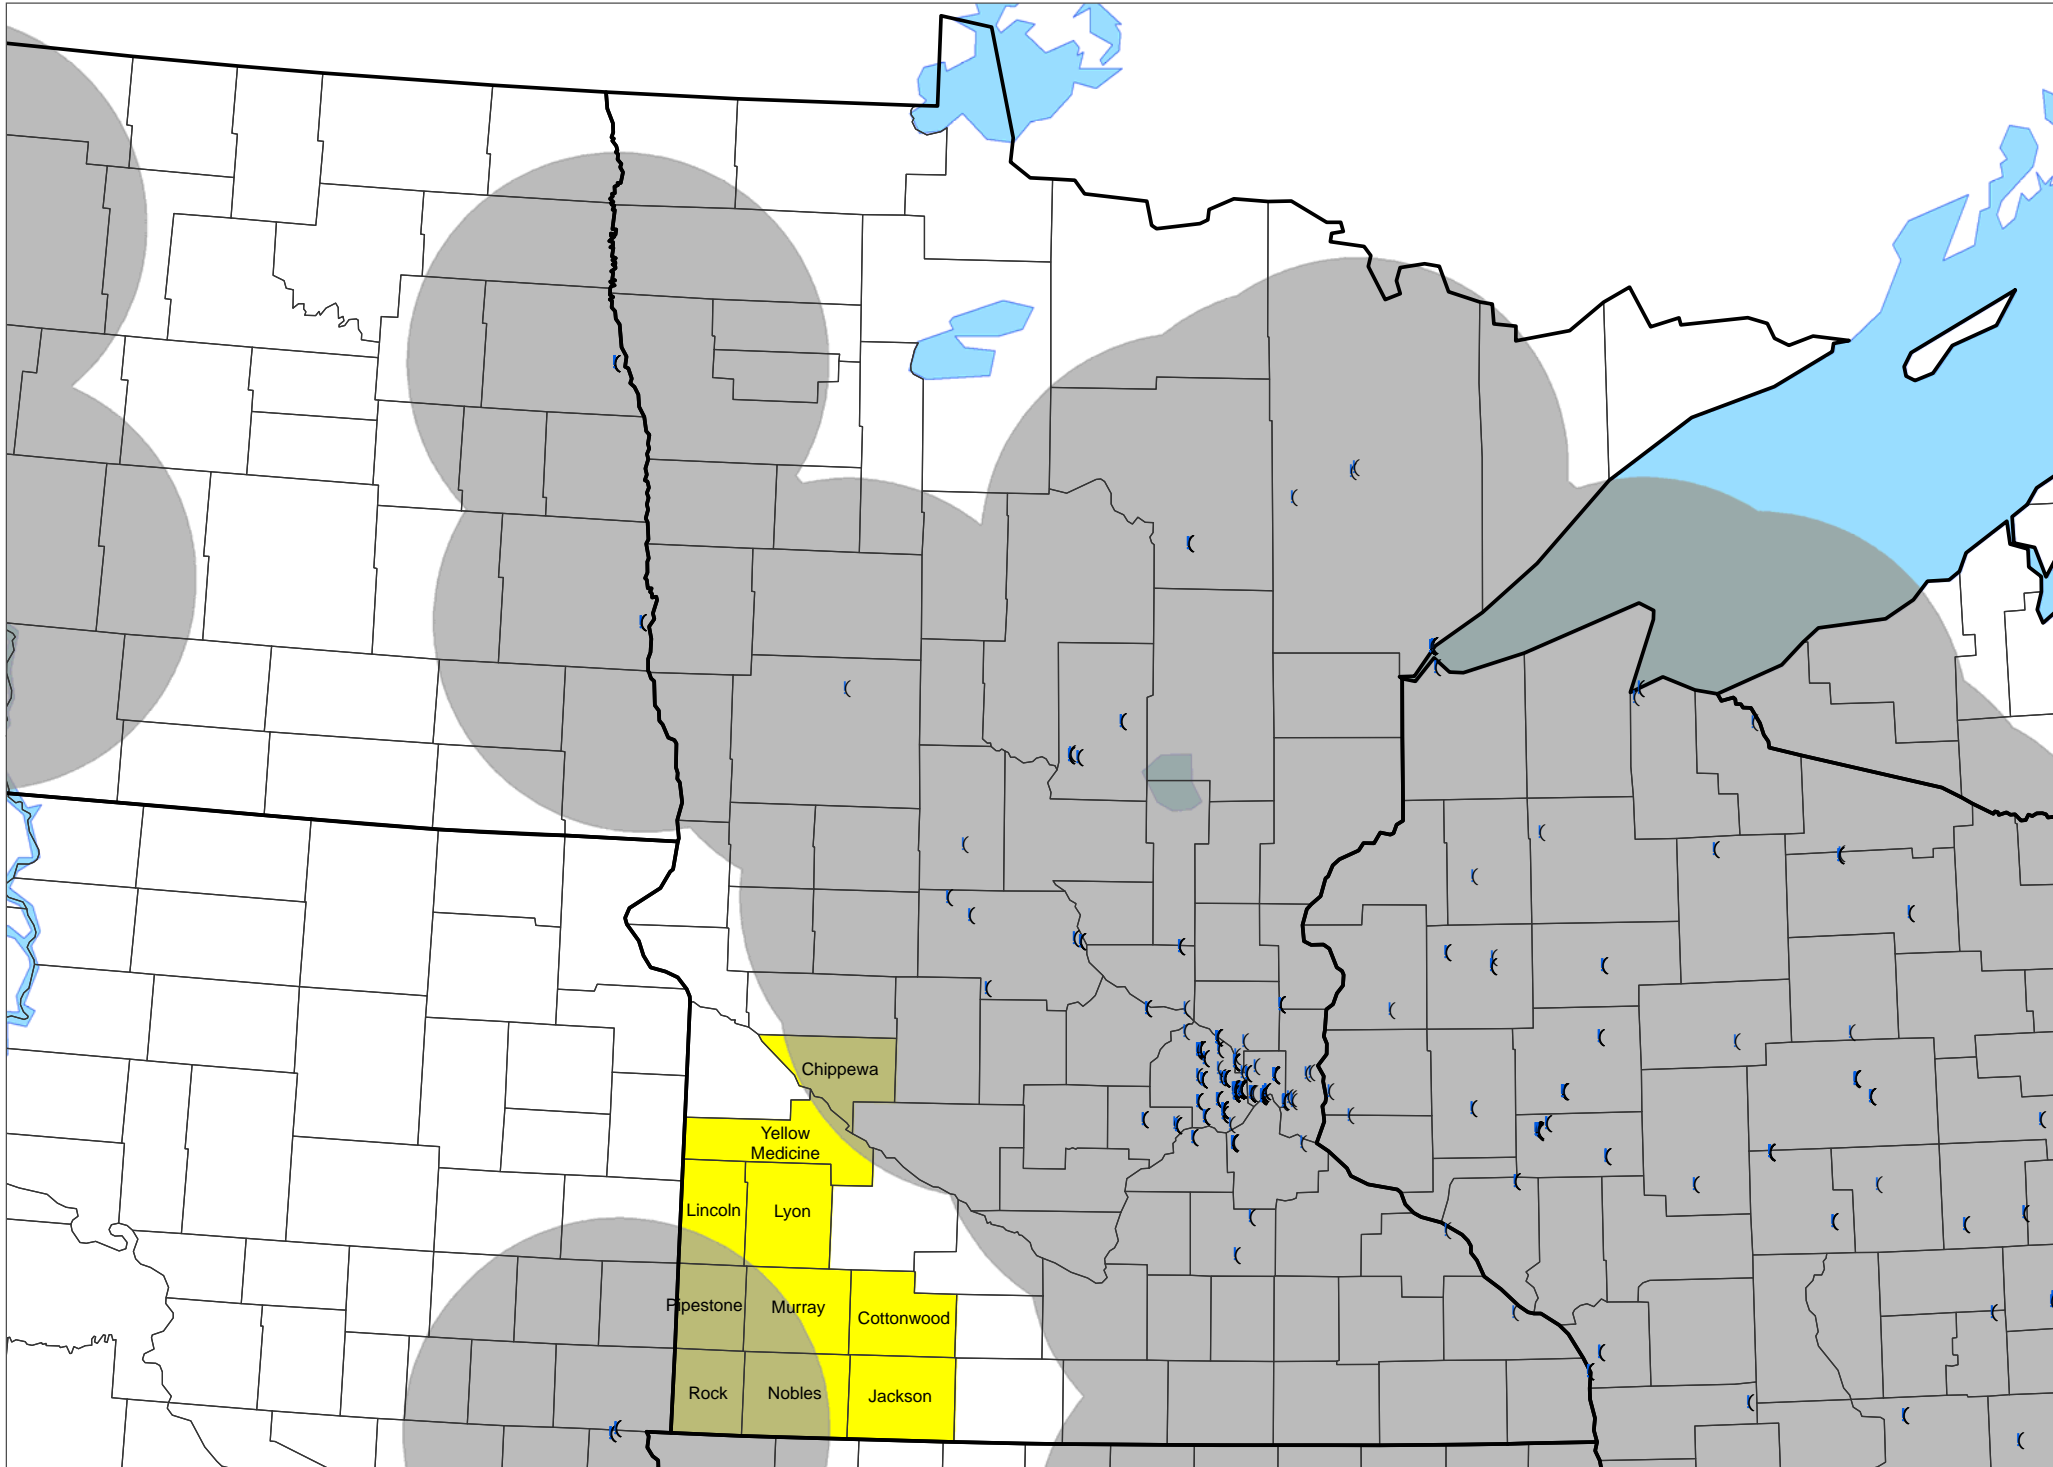 Chippewa
Yellow
Medicine
Lincoln
Lyon
Pipestone
Murray
Cottonwood
Rock
Nobles
Jackson